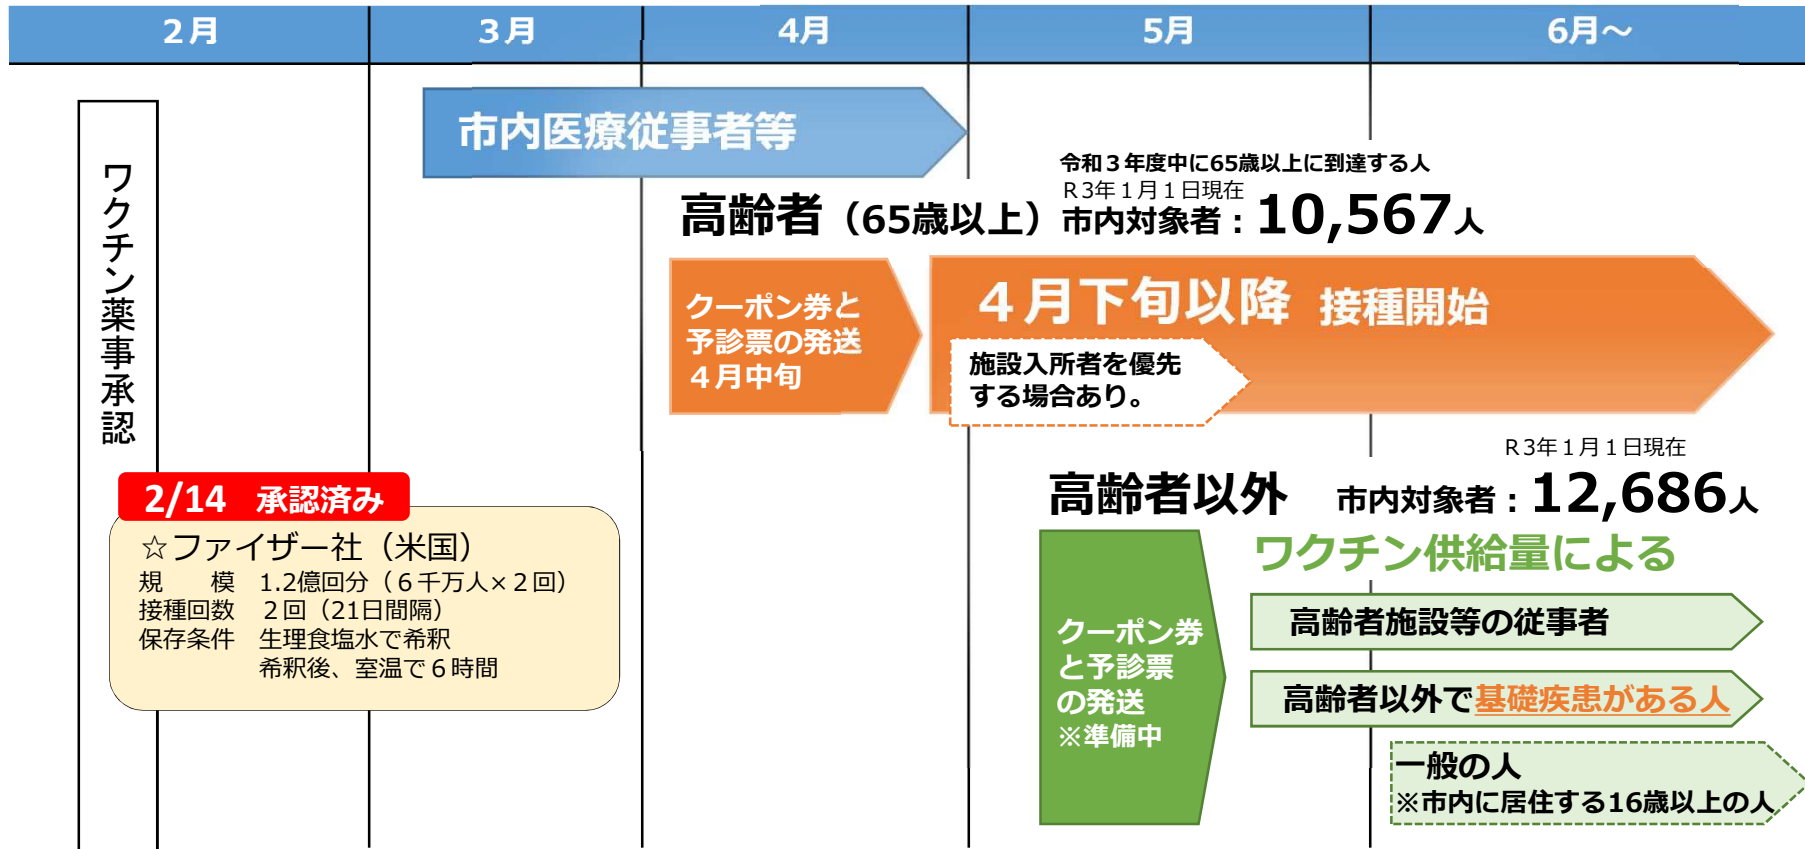 2月
3月
4月
5月
6月～
ワクチン薬事承認
市内医療従事者等
令和３年度中に65歳以上に到達する人
Ｒ3年１月１日現在
高齢者（65歳以上）市内対象者：10,567人
クーポン券と
予診票の発送
４月中旬
４月下旬以降 接種開始
施設入所者を優先
する場合あり。
2/14 承認済み
☆ファイザー社（米国）
規　模 1.2億回分（６千万人×２回）
接種回数 ２回（21日間隔）
保存条件 生理食塩水で希釈
希釈後、室温で６時間
Ｒ3年１月１日現在
高齢者以外 市内対象者：12,686人
クーポン券
と予診票
の発送
※準備中
ワクチン供給量による
高齢者施設等の従事者
高齢者以外で基礎疾患がある人
一般の人
※市内に居住する16歳以上の人